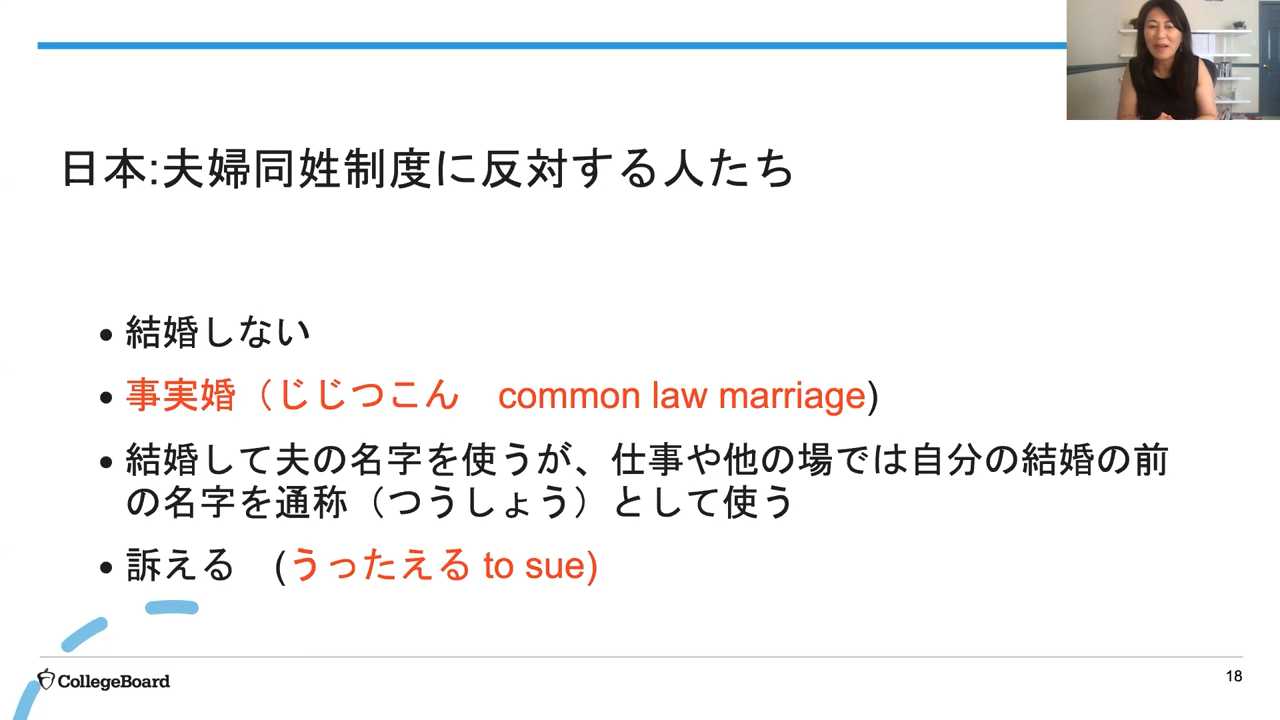 日本:夫婦同姓制度に反対する人たち
• 結婚しない
• 事実婚（じじつこん　common law marriage)
• 結婚して夫の名字を使うが、仕事や他の場では自分の結婚の前
の名字を通称（つうしょう）として使う
• 訴える　(うったえる to sue)
CollegeBoard
18